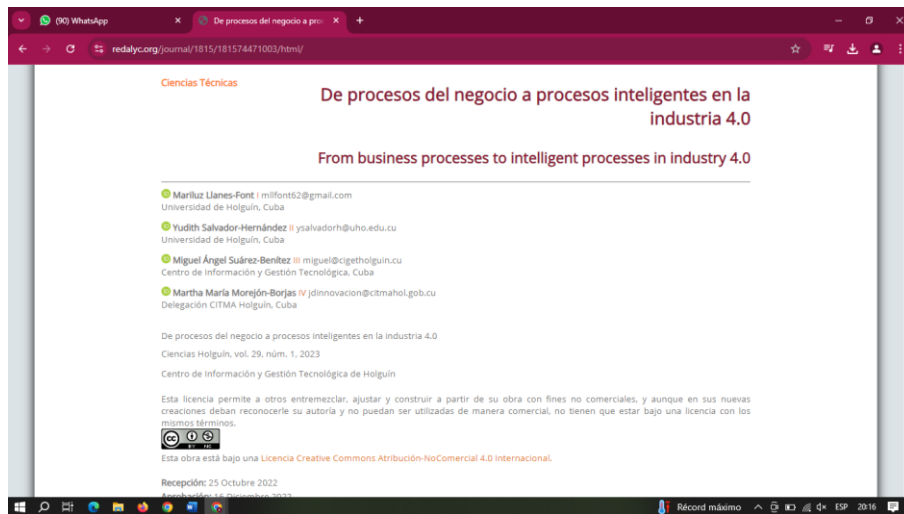 (90) WhatsApp
De procesos del negocio a pro
redalyc.org/journal/1815/181574471003/html/
Ciencias Técnicas
De procesos del negocio a procesos inteligentes en la
industria 4.0
From business processes to intelligent processes in industry 4.0
Mariluz Llanes-Font I mllfont62@gmail.com
Universidad de Holguín, Cuba
Yudith Salvador-Hernández II ysalvadorh@uho.edu.cu
Universidad de Holguín, Cuba
Miguel Ángel Suárez-Benítez III miguel@cigetholguin.cu
Centro de Información y Gestión Tecnológica, Cuba
Martha María Morejón-Borjas IV jdinnovacion@citmahol.gob.cu
Delegación CITMA Holguín, Cuba
De procesos del negocio a procesos inteligentes en la industria 4.0
Ciencias Holguín, vol. 29, núm. 1, 2023
Centro de Información y Gestión Tecnológica de Holguín
Esta licencia permite a otros entremezclar, ajustar y construir a partir de su obra con fines no comerciales, y aunque en sus nuevas
creaciones deban reconocerle su autoría y no puedan ser utilizadas de manera comercial, no tienen que estar bajo una licencia con los
mismos términos.
cc
BY NC
Esta obra está bajo una Licencia Creative Commons Atribución-NoComercial 4.0 Internacional.
Recepción: 25 Octubre 2022
Aprobación: 16 Diciembre 2022
Récord máximo
ESP
20:16